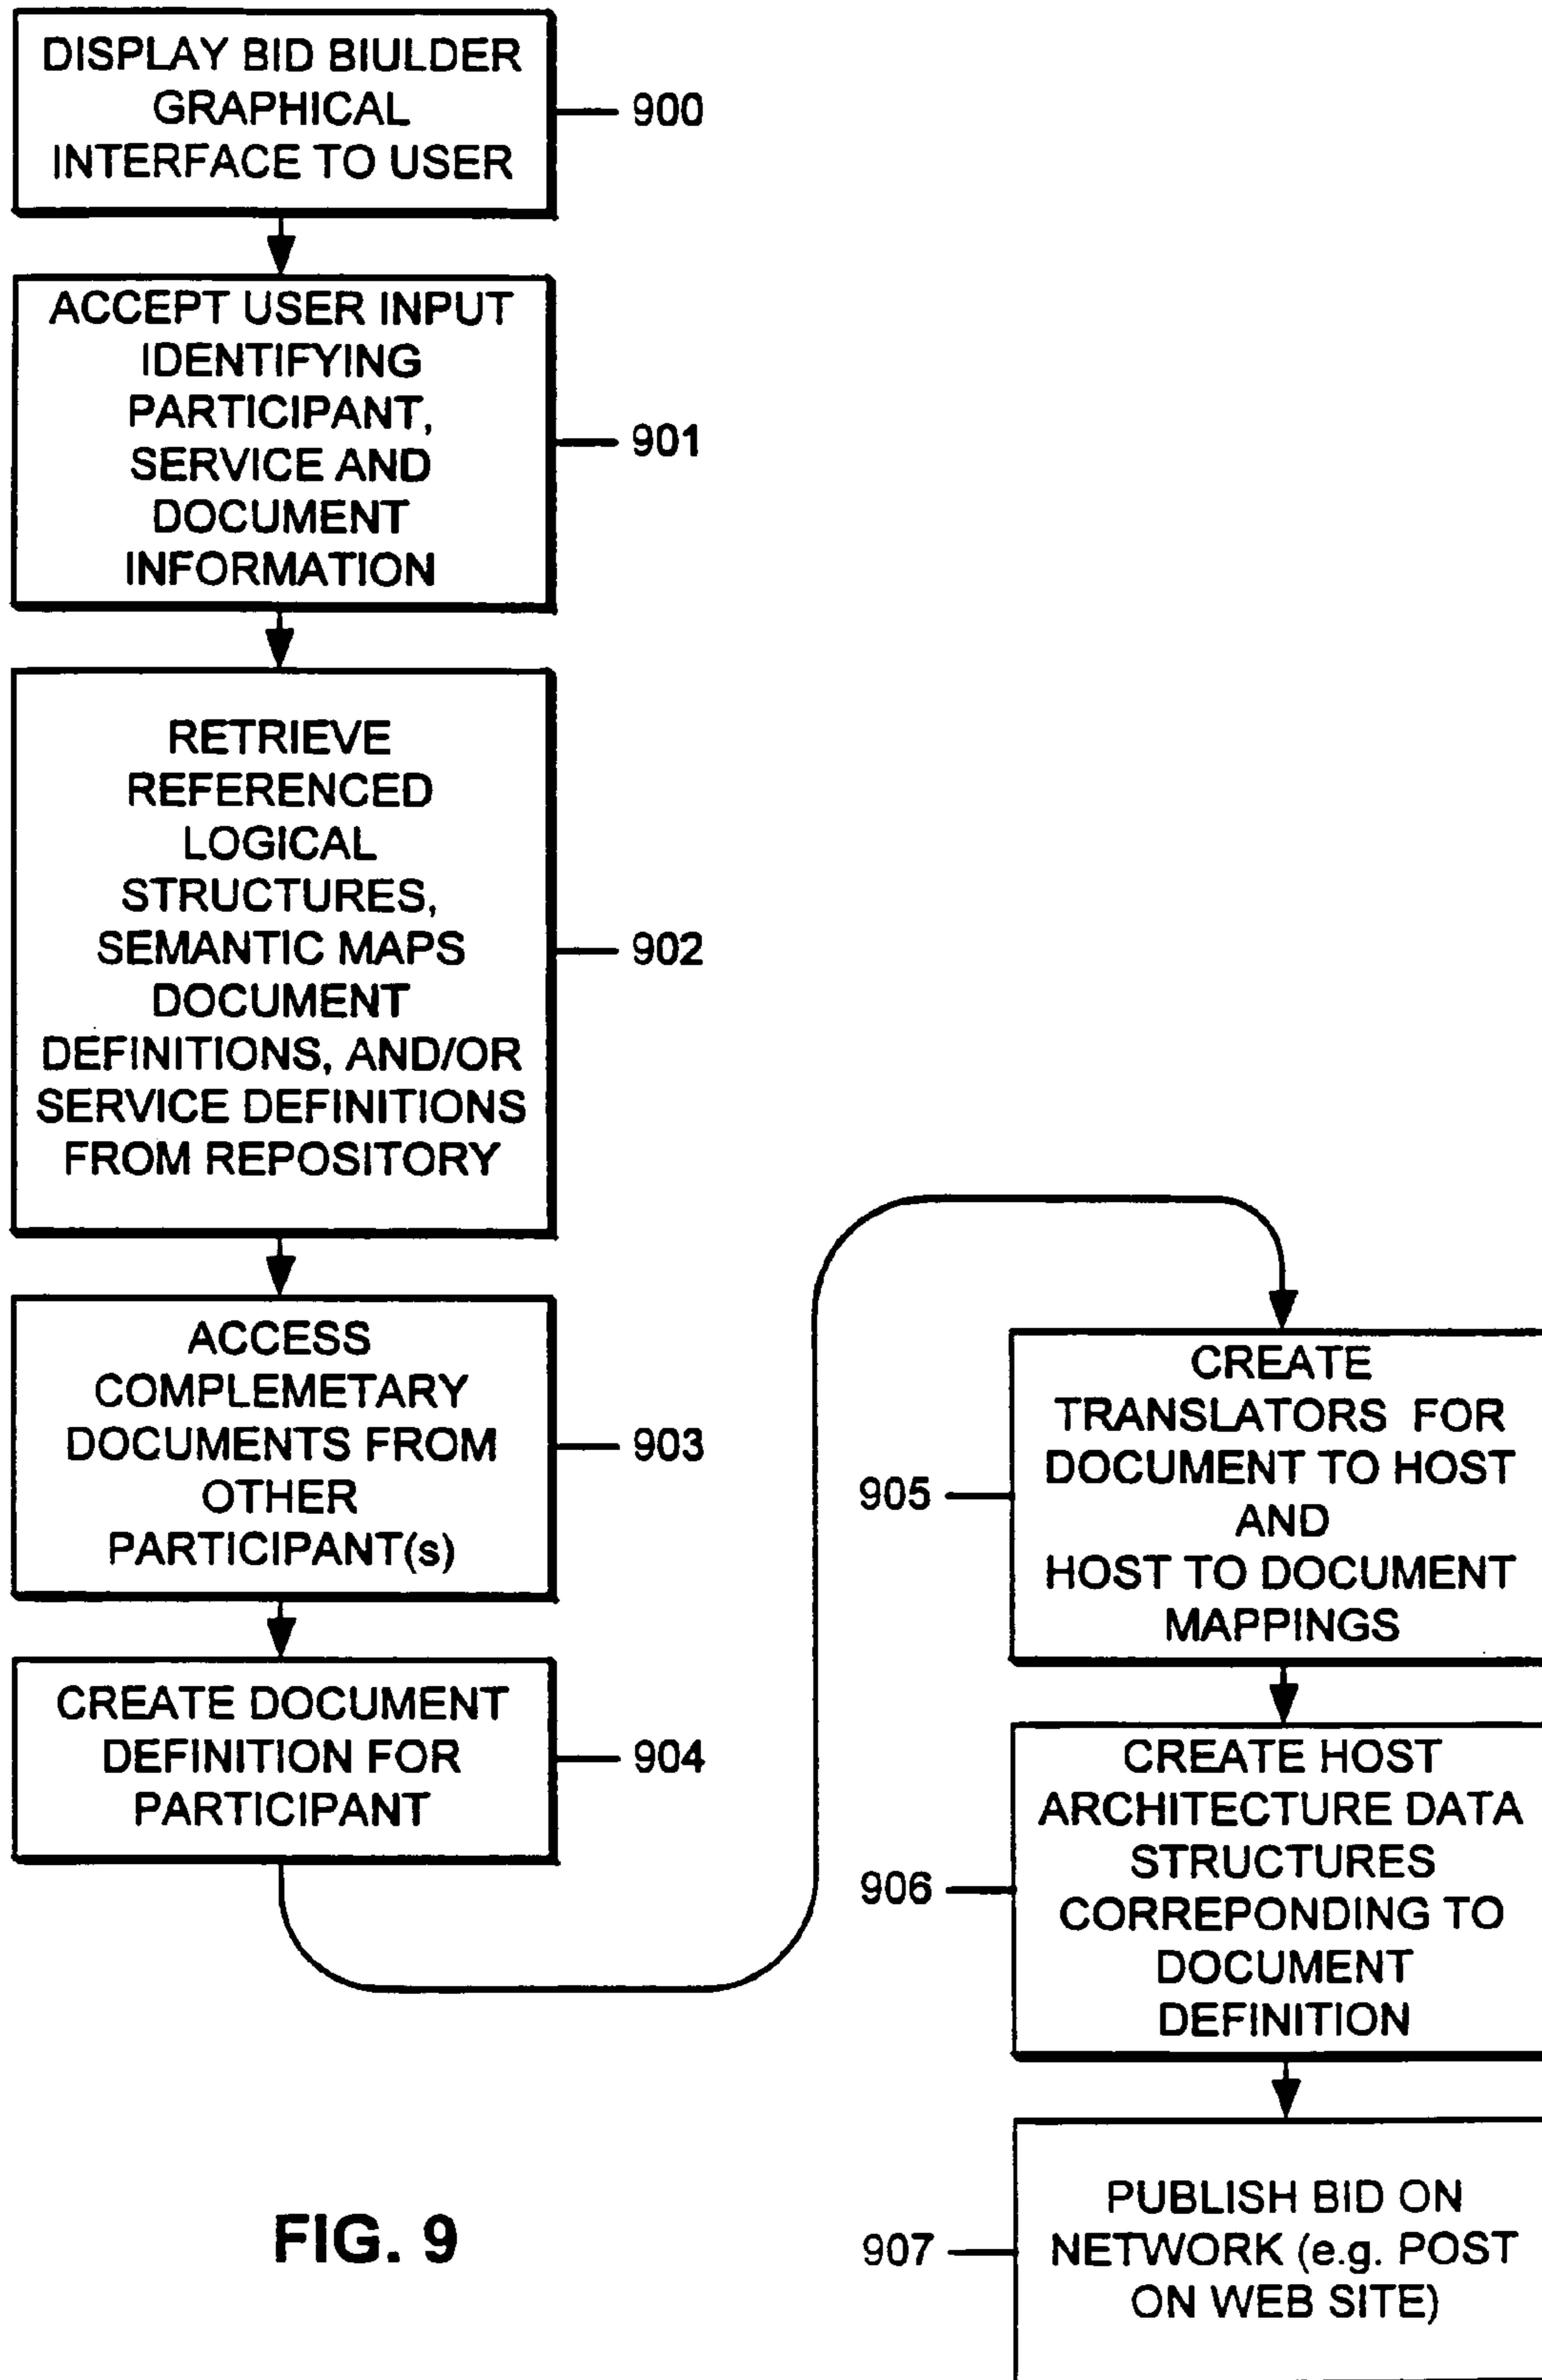 DISPLAY BID BIULDER
GRAPHICAL
INTERFACE TO USER
900
ACCEPT USER INPUT
IDENTIFYING
PARTICIPANT,
SERVICE AND
DOCUMENT
INFORMATION
901
RETRIEVE
REFERENCED
LOGICAL
STRUCTURES,
SEMANTIC MAPS
DOCUMENT
DEFINITIONS, AND/OR
SERVICE DEFINITIONS
FROM REPOSITORY
902
ACCESS
COMPLEMETARY
DOCUMENTS FROM
OTHER
PARTICIPANT(s)
903
CREATE DOCUMENT
DEFINITION FOR
PARTICIPANT
904
CREATE
TRANSLATORS FOR
DOCUMENT TO HOST
AND
HOST TO DOCUMENT
MAPPINGS
905
CREATE HOST
ARCHITECTURE DATA
STRUCTURES
CORREPONDING TO
DOCUMENT
DEFINITION
906
PUBLISH BID ON
NETWORK (e.g. POST
ON WEB SITE)
907
FIG. 9